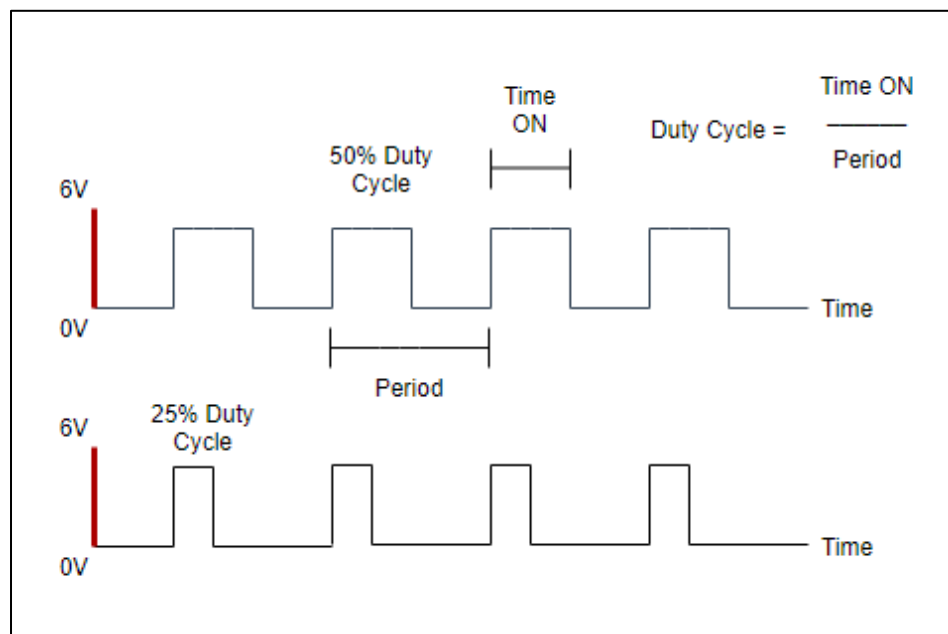 Time
ON
Duty Cycle =
Time ON
Period
50% Duty
Cycle
6V
0V
Time
Period
25% Duty
Cycle
6V
0V
Time